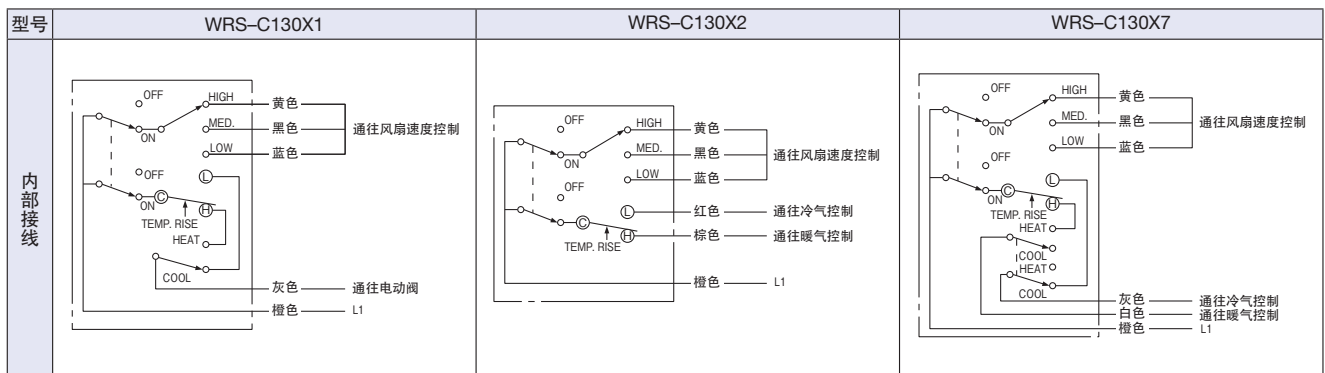 型号 WRS–C130X1 WRS–C130X2 WRS–C130X7
内部接线
OFF
HIGH 黄色
MED. 黑色 通往风扇速度控制
ON
LOW 蓝色
OFF
L
ON C
H
TEMP. RISE
HEAT
COOL
灰色 通往电动阀
橙色 L1
OFF
HIGH 黄色
MED. 黑色 通往风扇速度控制
ON
LOW 蓝色
OFF
L 红色 通往冷气控制
C
H 棕色 通往暖气控制
TEMP. RISE
橙色 L1
OFF
HIGH 黄色
MED. 黑色 通往风扇速度控制
ON
LOW 蓝色
OFF
L
ON C
H
TEMP. RISE
HEAT
COOL
HEAT
COOL
灰色 通往冷气控制
白色 通往暖气控制
橙色 L1